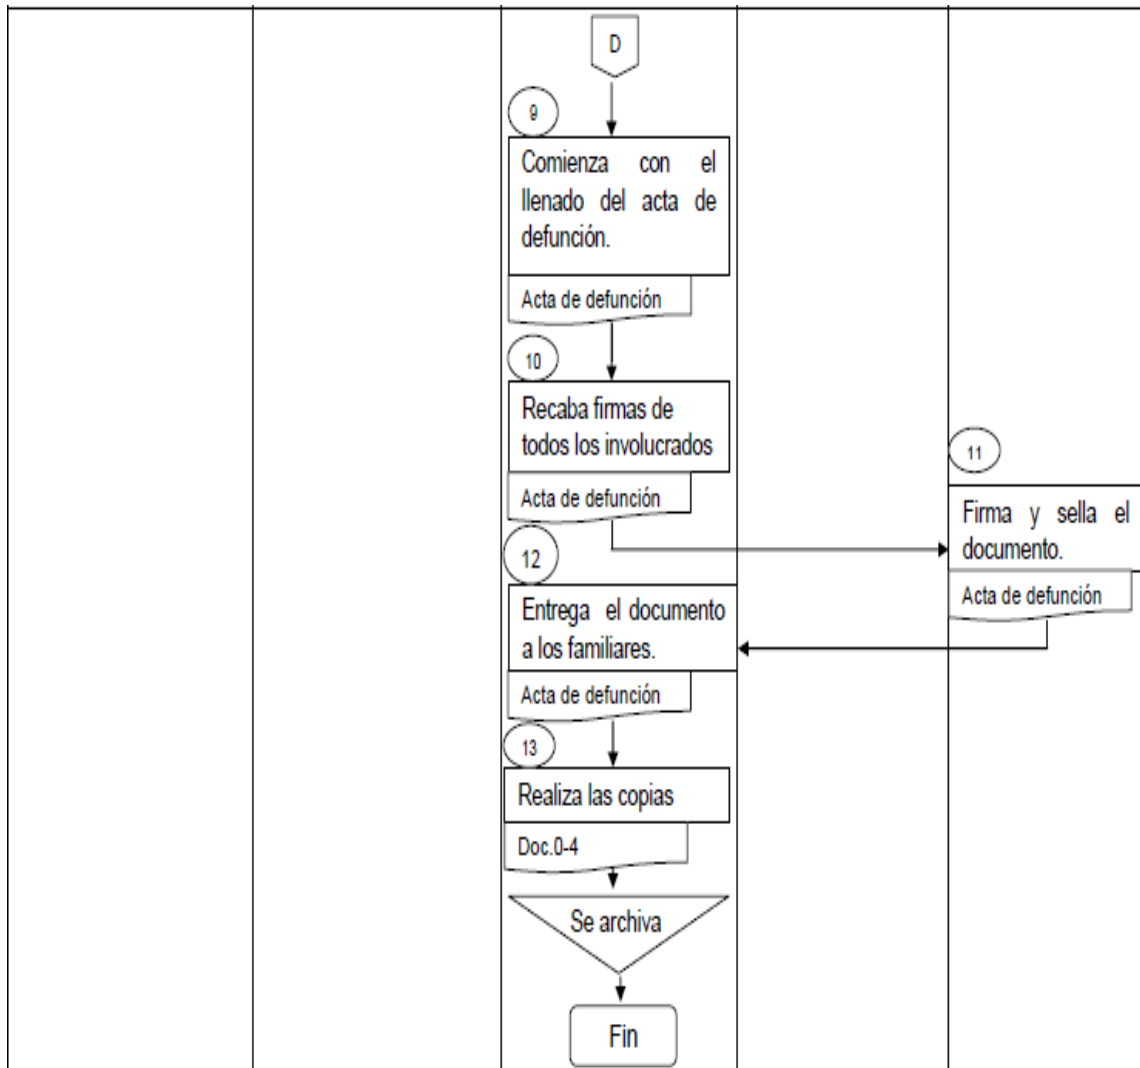 D
9
Comienza con el
llenado del acta de
defunción.
Acta de defunción
10
Recaba firmas de
todos los involucrados
Acta de defunción
11
Firma y sella el
documento.
Acta de defunción
12
Entrega el documento
a los familiares.
Acta de defunción
13
Realiza las copias
Doc.0-4
Se archiva
Fin